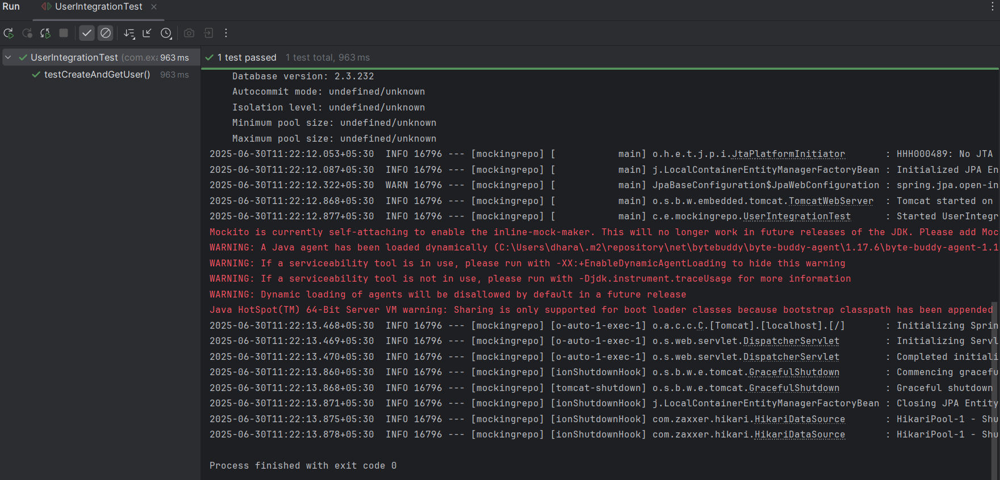 Run UserIntegrationTest
UserIntegrationTest (com.exa 963 ms
testCreateAndGetUser() 963 ms
1 test passed 1 test total, 963 ms
Database version: 2.3.232
Autocommit mode: undefined/unknown
Isolation level: undefined/unknown
Minimum pool size: undefined/unknown
Maximum pool size: undefined/unknown
2025-06-30T11:22:12.053+05:30  INFO 16796 --- [mockingrepo] [           main] o.h.e.t.j.p.i.JtaPlatformInitiator       : HHH000489: No JTA
2025-06-30T11:22:12.087+05:30  INFO 16796 --- [mockingrepo] [           main] j.LocalContainerEntityManagerFactoryBean : Initialized JPA En
2025-06-30T11:22:12.322+05:30  WARN 16796 --- [mockingrepo] [           main] JpaBaseConfiguration$JpaWebConfiguration : spring.jpa.open-in
2025-06-30T11:22:12.868+05:30  INFO 16796 --- [mockingrepo] [           main] o.s.b.w.embedded.tomcat.TomcatWebServer  : Tomcat started on
2025-06-30T11:22:12.877+05:30  INFO 16796 --- [mockingrepo] [           main] c.e.mockingrepo.UserIntegrationTest      : Started UserIntegr
Mockito is currently self-attaching to enable the inline-mock-maker. This will no longer work in future releases of the JDK. Please add Moc
WARNING: A Java agent has been loaded dynamically (C:\Users\dhara\.m2\repository\net\bytebuddy\byte-buddy-agent\1.17.6\byte-buddy-agent-1.1
WARNING: If a serviceability tool is in use, please run with -XX:+EnableDynamicAgentLoading to hide this warning
WARNING: If a serviceability tool is not in use, please run with -Djdk.instrument.traceUsage for more information
WARNING: Dynamic loading of agents will be disallowed by default in a future release
Java HotSpot(TM) 64-Bit Server VM warning: Sharing is only supported for boot loader classes because bootstrap classpath has been appended
2025-06-30T11:22:13.468+05:30  INFO 16796 --- [mockingrepo] [o-auto-1-exec-1] o.a.c.c.C.[Tomcat].[localhost].[/]       : Initializing Sprin
2025-06-30T11:22:13.469+05:30  INFO 16796 --- [mockingrepo] [o-auto-1-exec-1] o.s.web.servlet.DispatcherServlet        : Initializing Servl
2025-06-30T11:22:13.470+05:30  INFO 16796 --- [mockingrepo] [o-auto-1-exec-1] o.s.web.servlet.DispatcherServlet        : Completed initiali
2025-06-30T11:22:13.860+05:30  INFO 16796 --- [mockingrepo] [ionShutdownHook] o.s.b.w.e.tomcat.GracefulShutdown        : Commencing gracefu
2025-06-30T11:22:13.868+05:30  INFO 16796 --- [mockingrepo] [tomcat-shutdown] o.s.b.w.e.tomcat.GracefulShutdown        : Graceful shutdown
2025-06-30T11:22:13.871+05:30  INFO 16796 --- [mockingrepo] [ionShutdownHook] j.LocalContainerEntityManagerFactoryBean : Closing JPA Entity
2025-06-30T11:22:13.875+05:30  INFO 16796 --- [mockingrepo] [ionShutdownHook] com.zaxxer.hikari.HikariDataSource       : HikariPool-1 - Shu
2025-06-30T11:22:13.878+05:30  INFO 16796 --- [mockingrepo] [ionShutdownHook] com.zaxxer.hikari.HikariDataSource       : HikariPool-1 - Shu
Process finished with exit code 0